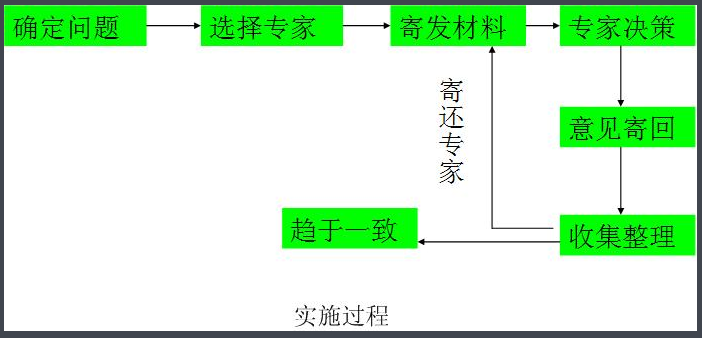 确定问题
选择专家
寄发材料
专家决策
寄还专家
意见寄回
收集整理
趋于一致
实施过程